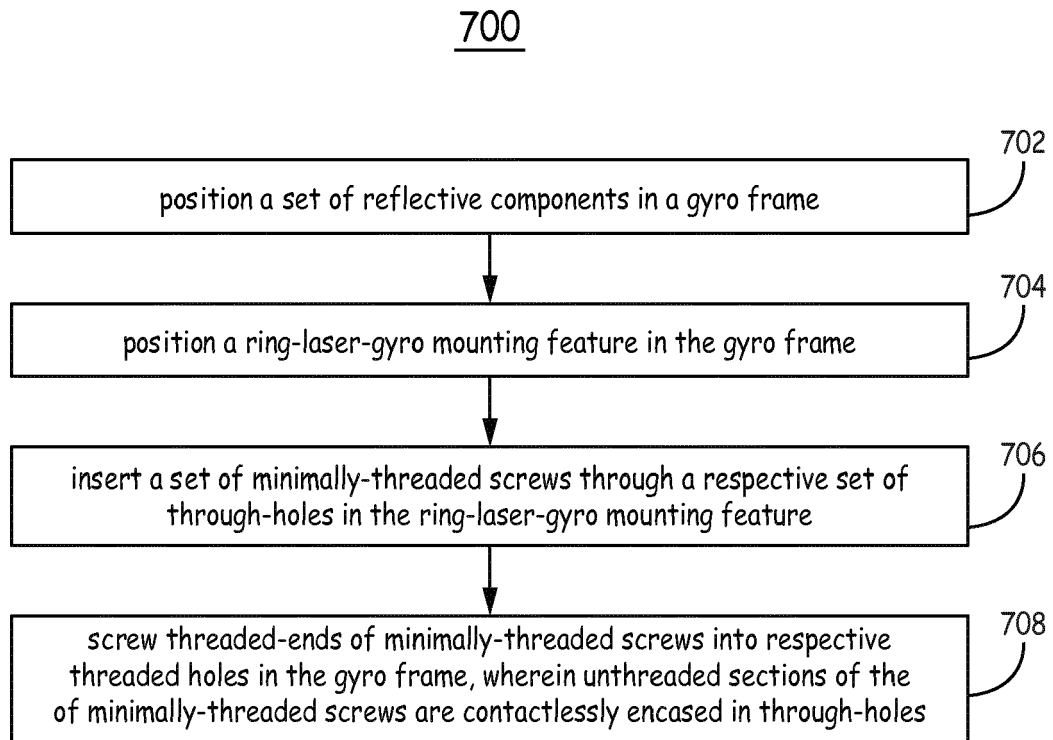 700
702
position a set of reflective components in a gyro frame
704
position a ring-laser-gyro mounting feature in the gyro frame
706
insert a set of minimally-threaded screws through a respective set of
through-holes in the ring-laser-gyro mounting feature
708
screw threaded-ends of minimally-threaded screws into respective
threaded holes in the gyro frame, wherein unthreaded sections of the
of minimally-threaded screws are contactlessly encased in through-holes